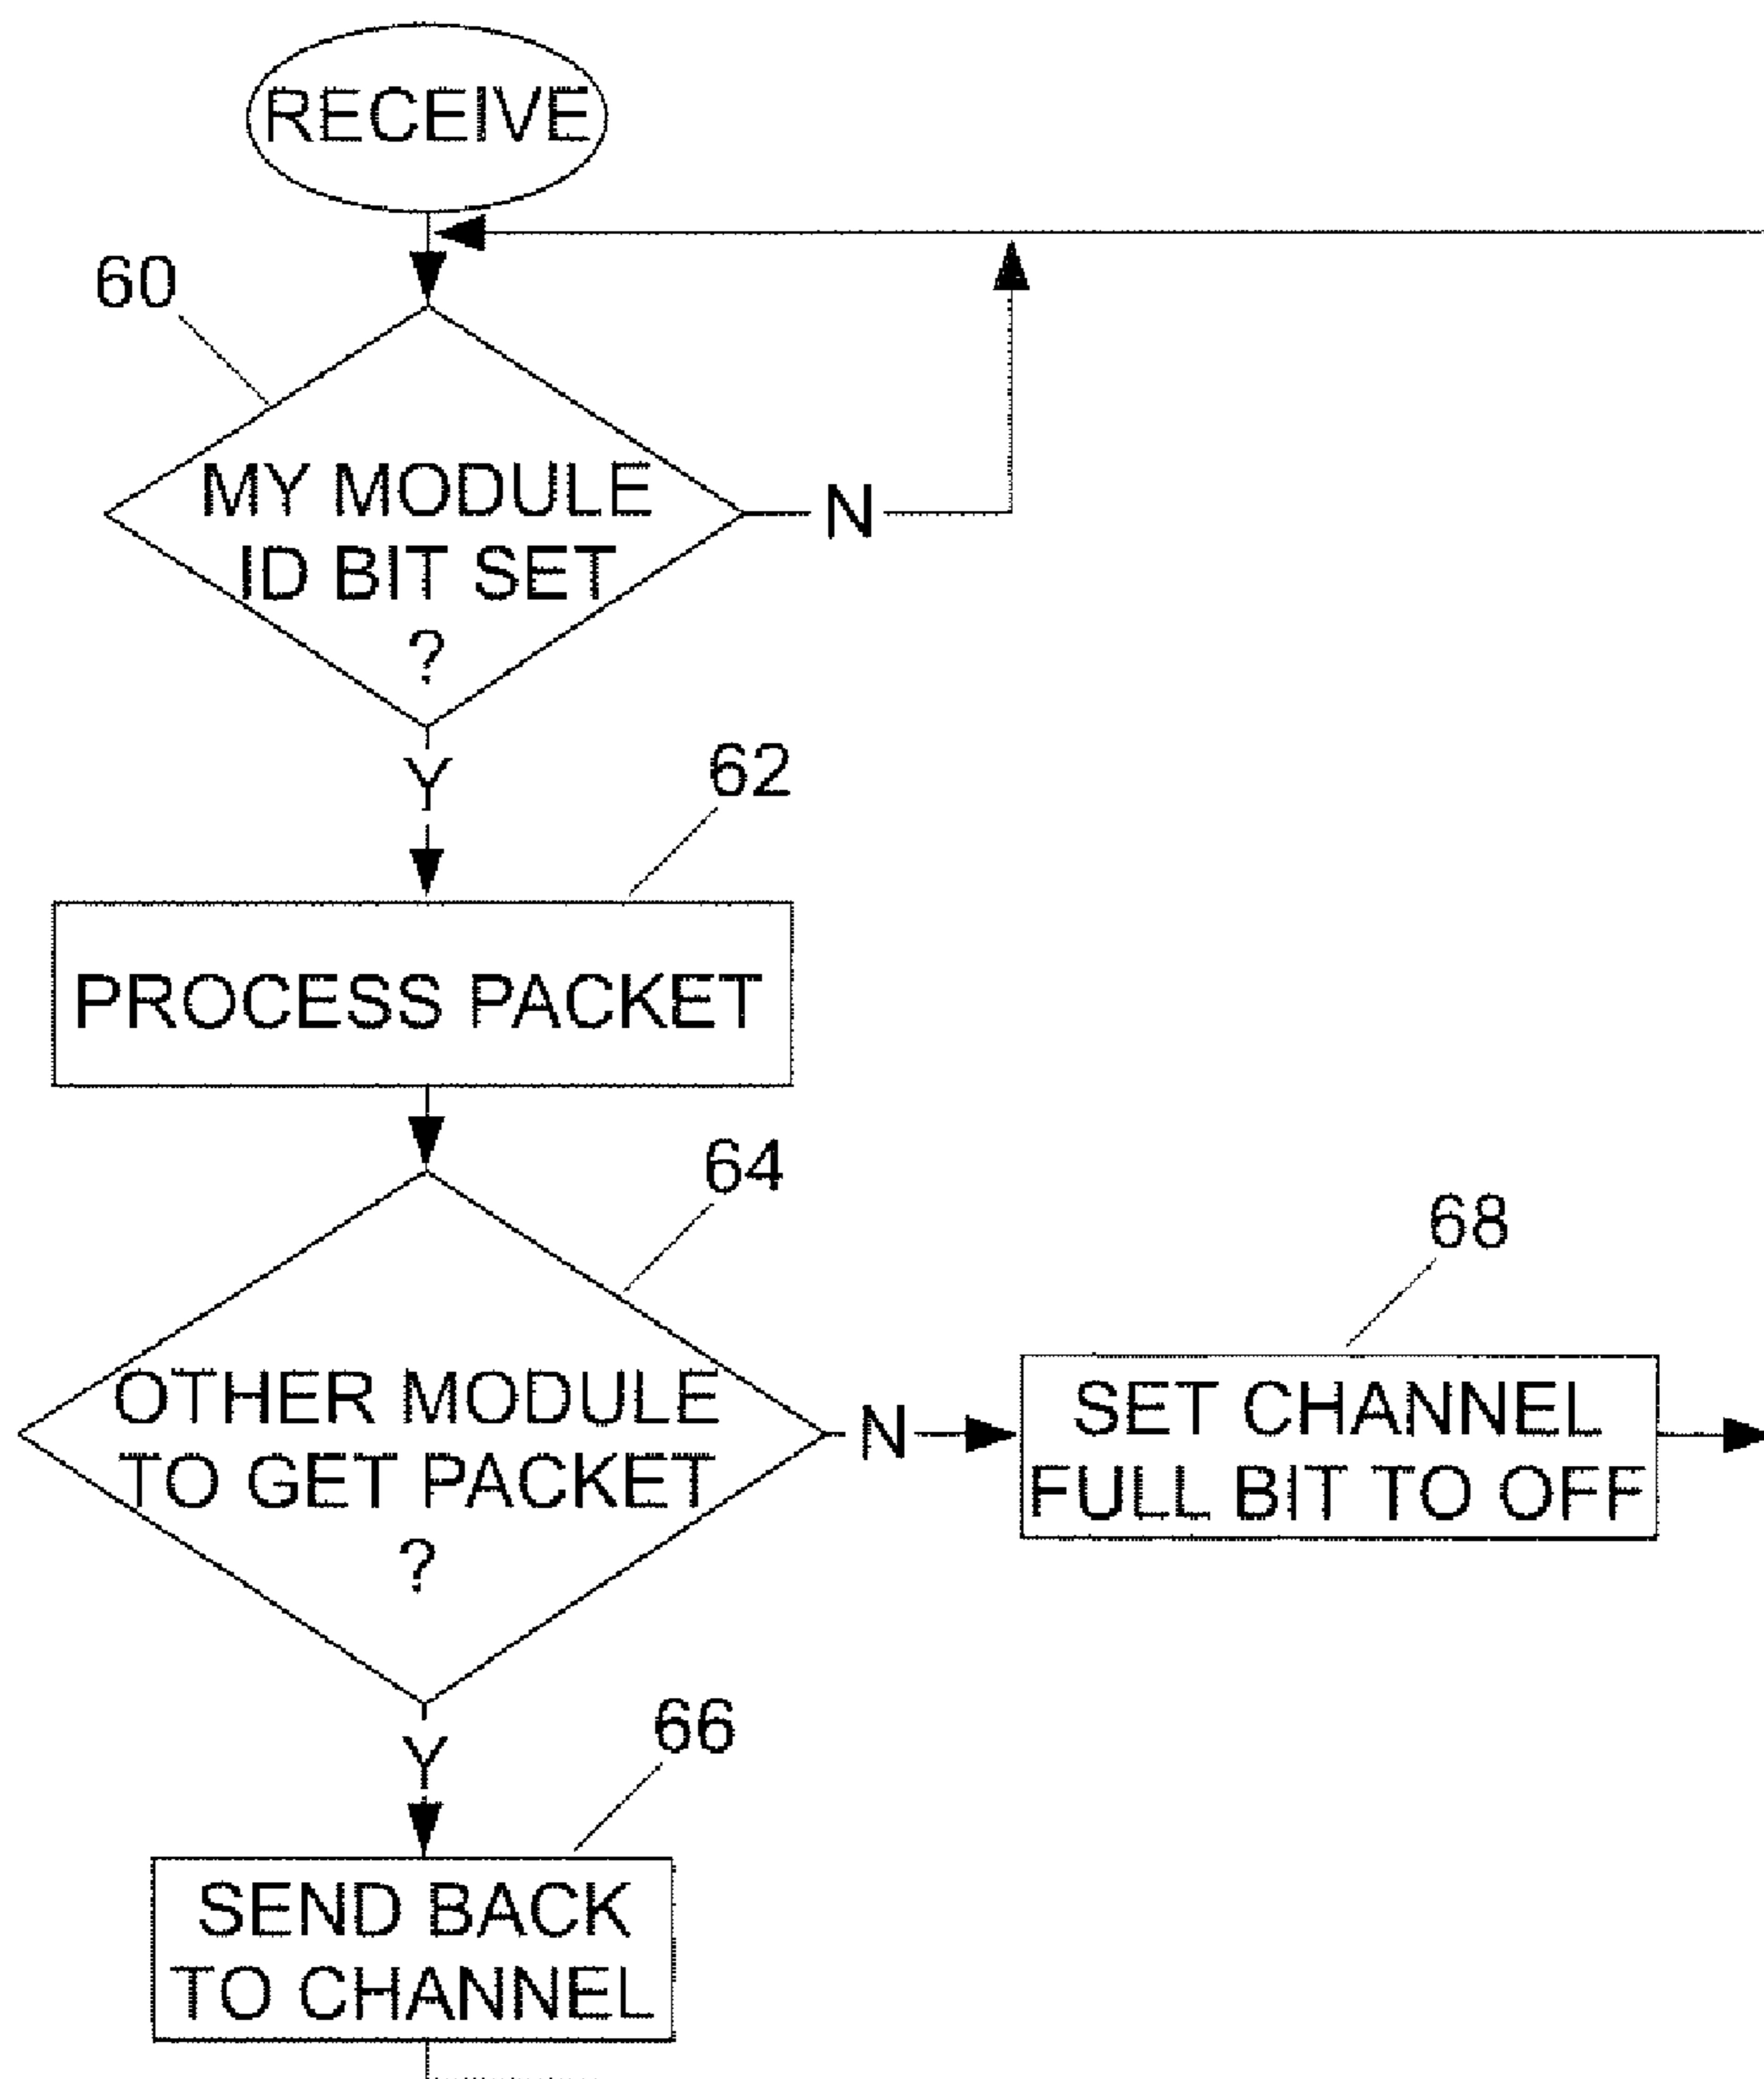 RECEIVE
60
MY MODULE
ID BIT SET
?
N
Y
62
PROCESS PACKET
64
OTHER MODULE
TO GET PACKET
?
N
68
SET CHANNEL
FULL BIT TO OFF
Y
66
SEND BACK
TO CHANNEL